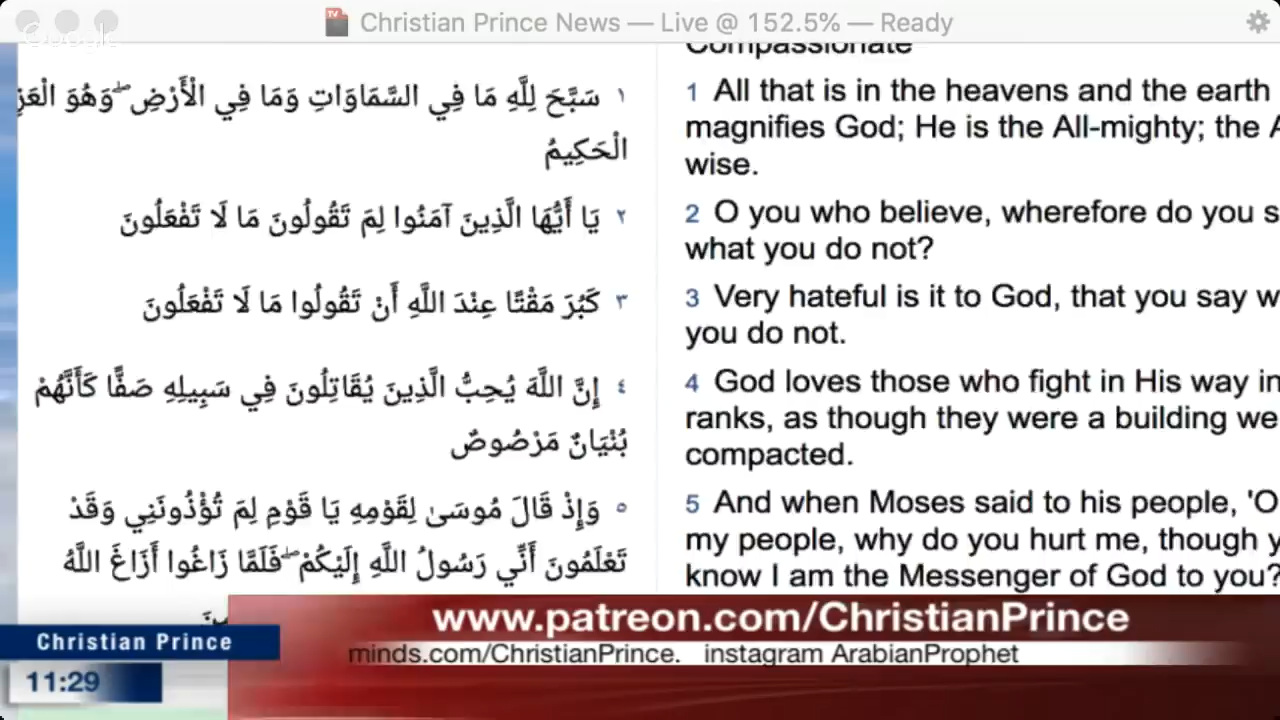 Christian Prince News — Live @ 152.5% — Ready
Google
Compassionate
١ سَبَّحَ لِلَّهِ مَا فِي السَّمَاوَاتِ وَمَا فِي الْأَرْضِ ۖ وَهُوَ
الْحَكِيمُ
٢ يَا أَيُّهَا الَّذِينَ آمَنُوا لِمَ تَقُولُونَ مَا لَا تَفْعَلُونَ
٣ كَبُرَ مَقْتًا عِنْدَ اللَّهِ أَنْ تَقُولُوا مَا لَا تَفْعَلُونَ
٤ إِنَّ اللَّهَ يُحِبُّ الَّذِينَ يُقَاتِلُونَ فِي سَبِيلِهِ صَفًّا كَأَنَّهُمْ
بُنْيَانٌ مَرْصُوصٌ
٥ وَإِذْ قَالَ مُوسَىٰ لِقَوْمِهِ يَا قَوْمِ لِمَ تُؤْذُونَنِي وَقَدْ
تَعْلَمُونَ أَنِّي رَسُولُ اللَّهِ إِلَيْكُمْ ۖ فَلَمَّا زَاغُوا أَزَاغَ اللَّهُ
1 All that is in the heavens and the earth
magnifies God; He is the All-mighty; the
wise.
2 O you who believe, wherefore do you
what you do not?
3 Very hateful is it to God, that you say
you do not.
4 God loves those who fight in His way in
ranks, as though they were a building
compacted.
5 And when Moses said to his people, 'O
my people, why do you hurt me, though
know I am the Messenger of God to you?
www.patreon.com/ChristianPrince
Christian Prince
minds.com/ChristianPrince. instagram ArabianProphet
11:29